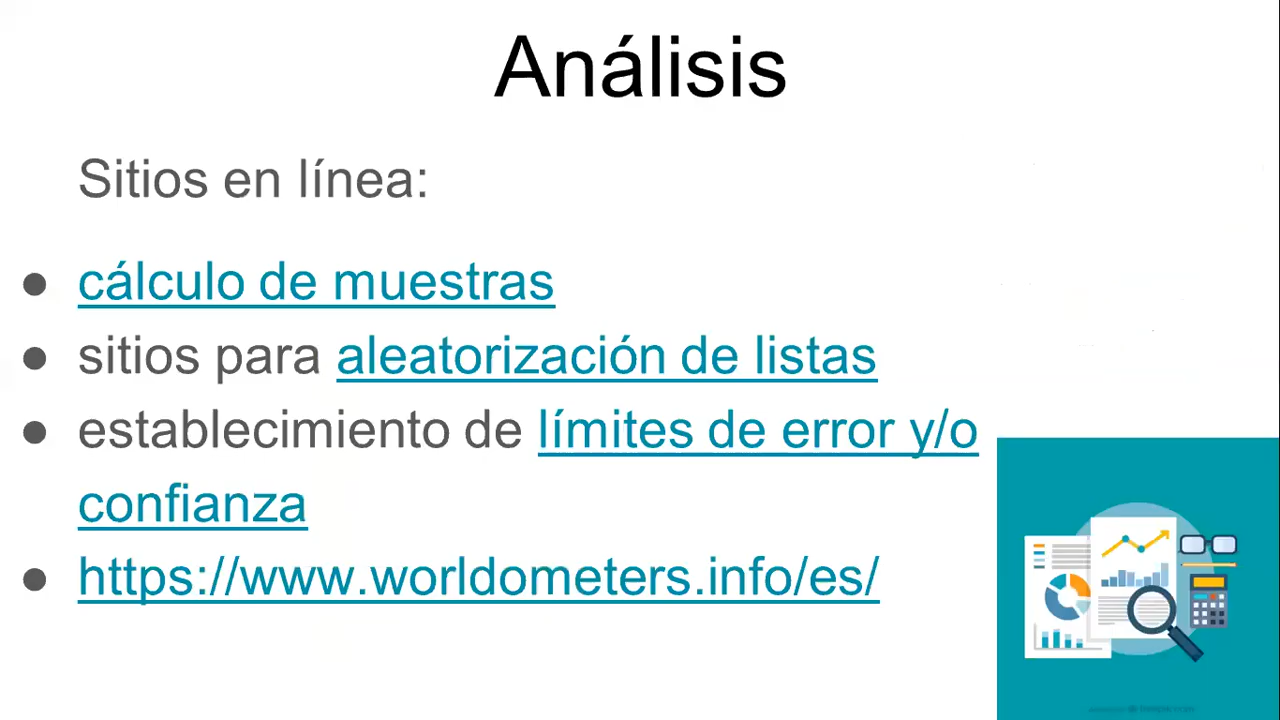 Análisis
Sitios en línea:
● cálculo de muestras
● sitios para aleatorización de listas
● establecimiento de límites de error y/o
confianza
● https://www.worldometers.info/es/